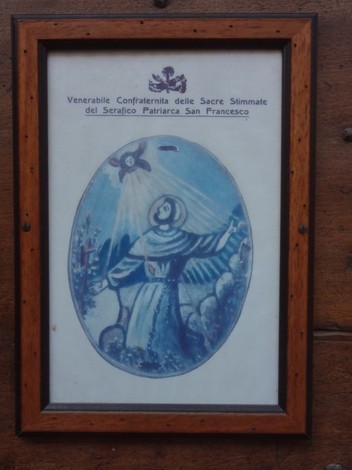 Venerabile Confraternita delle Sacre Stimmate
del Serafico Patriarca San Francesco